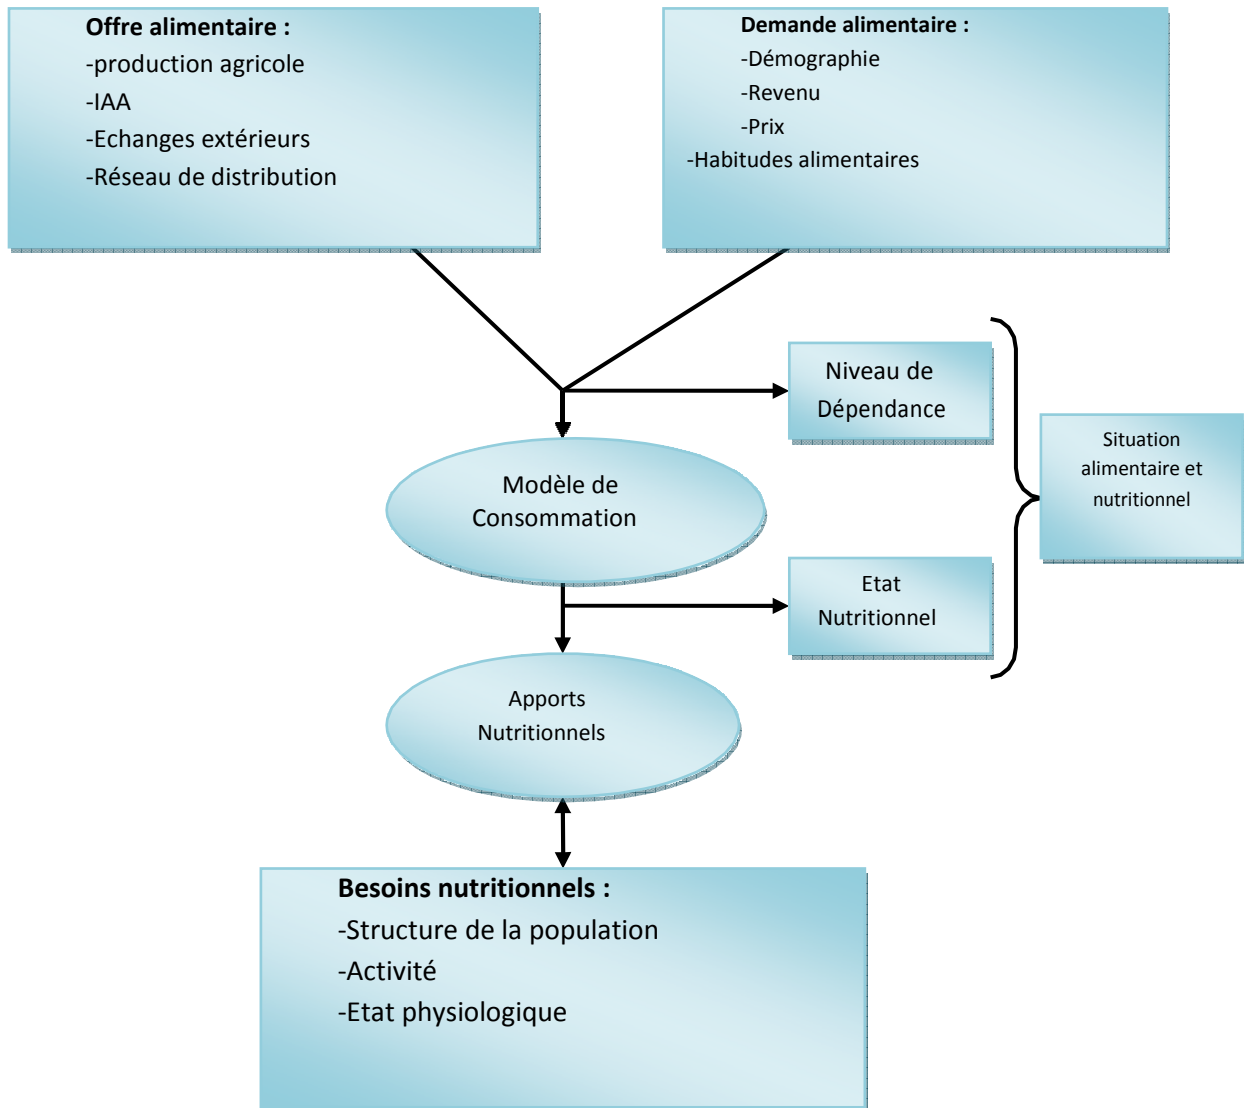 Offre alimentaire :
-production agricole
-IAA
-Echanges extérieurs
-Réseau de distribution
Demande alimentaire :
-Démographie
-Revenu
-Prix
-Habitudes alimentaires
Niveau de
Dépendance
Situation
alimentaire et
nutritionnel
Modèle de
Consommation
Etat
Nutritionnel
Apports
Nutritionnels
Besoins nutritionnels :
-Structure de la population
-Activité
-Etat physiologique